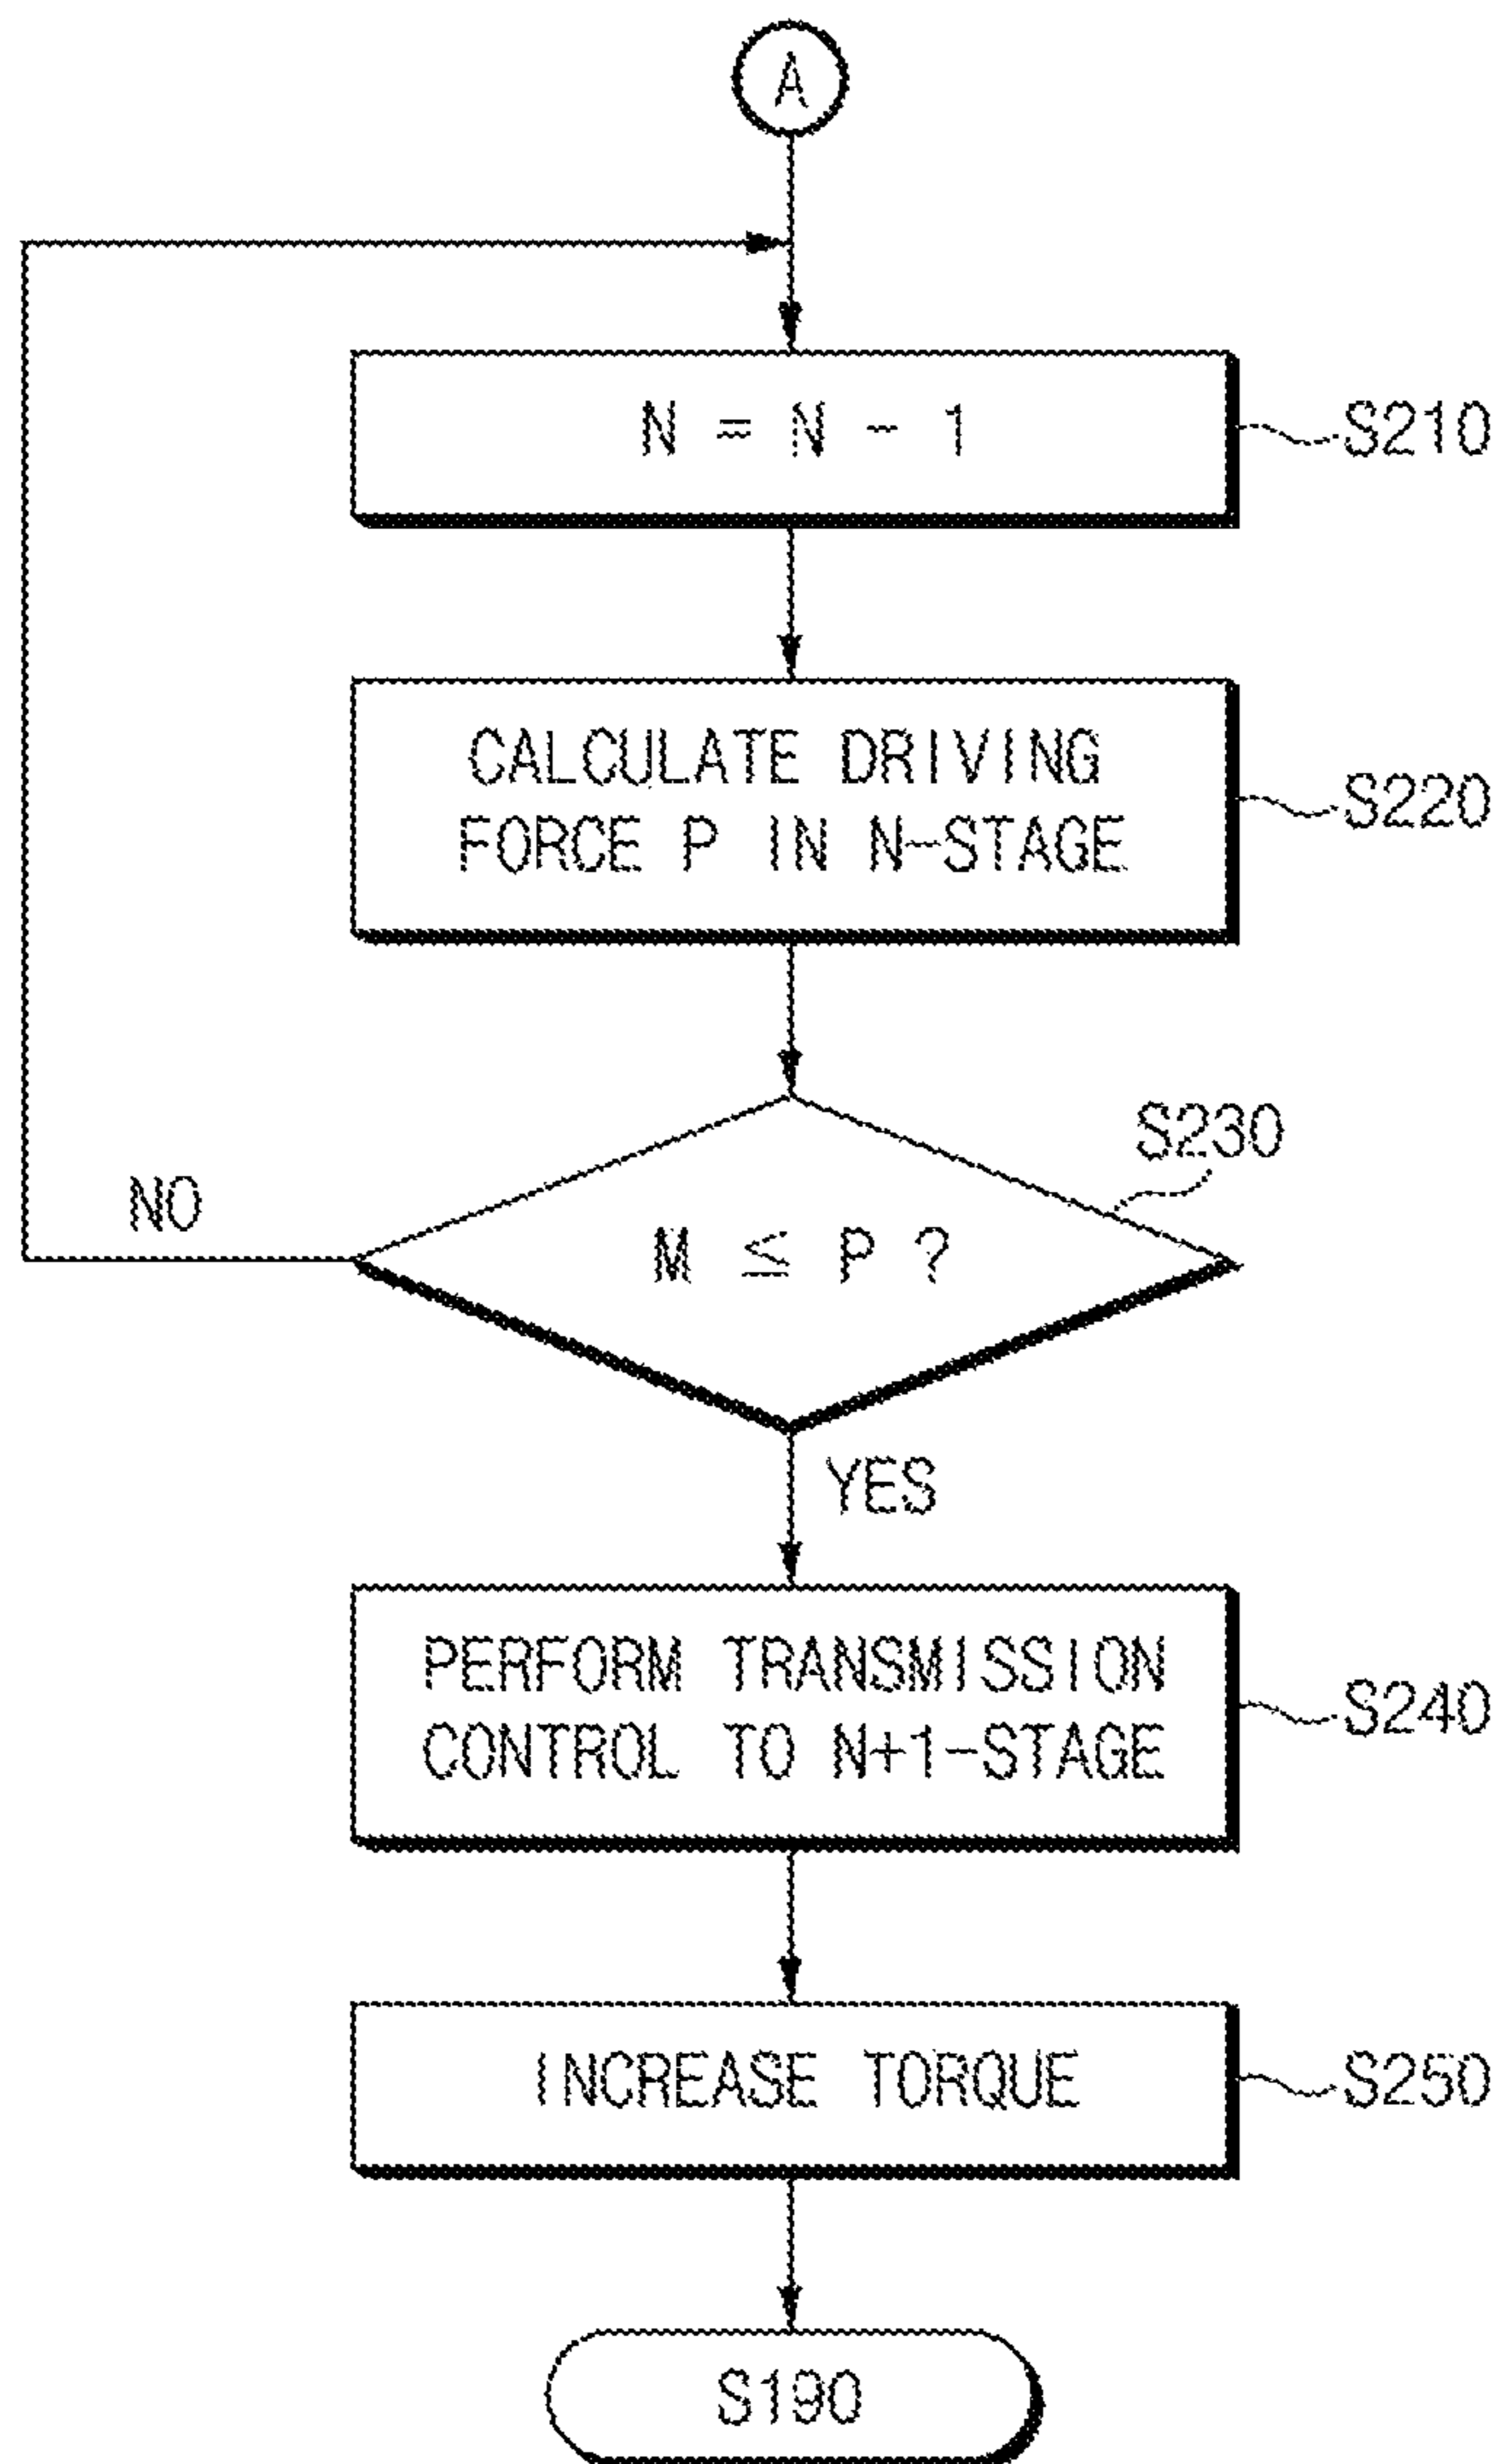 A
N = N - 1
S210
CALCULATE DRIVING
FORCE P IN N-STAGE
S220
S230
M ≦ P ?
NO
YES
PERFORM TRANSMISSION
CONTROL TO N+1-STAGE
S240
INCREASE TORQUE
S250
S190